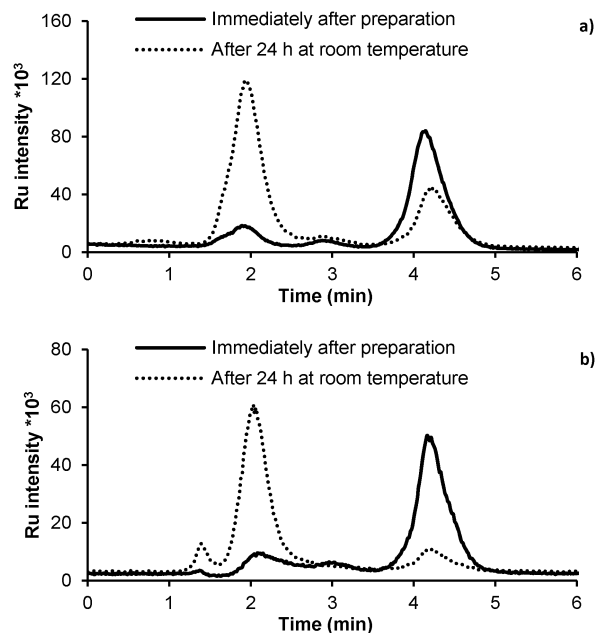 a)
Immediately after preparation
After 24 h at room temperature
Ru intensity *10³
160
120
80
40
0
0 1 2 3 4 5 6
Time (min)
b)
Immediately after preparation
After 24 h at room temperature
Ru intensity *10³
80
60
40
20
0
0 1 2 3 4 5 6
Time (min)